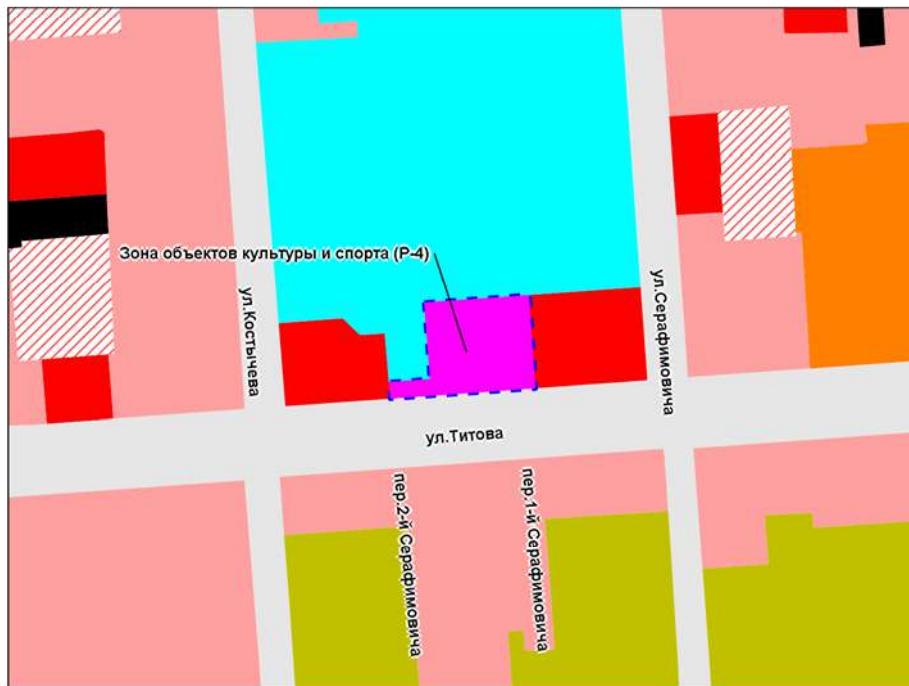 Зона объектов культуры и спорта (Р-4)
ул.Костычева
ул.Серафимовича
ул.Титова
пер.2-й Серафимовича
пер.1-й Серафимовича